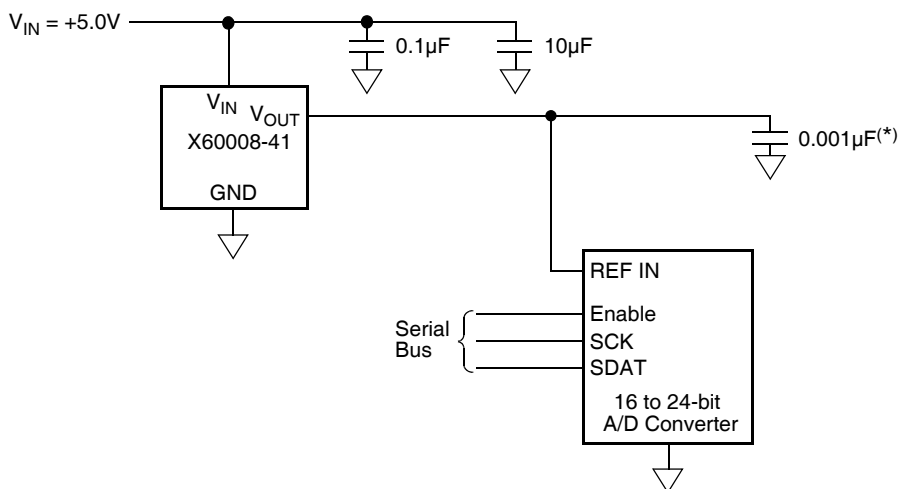 V_IN = +5.0V
0.1µF
10µF
V_IN
V_OUT
X60008-41
GND
0.001µF(*)
REF IN
Enable
SCK
SDAT
Serial
Bus
16 to 24-bit
A/D Converter